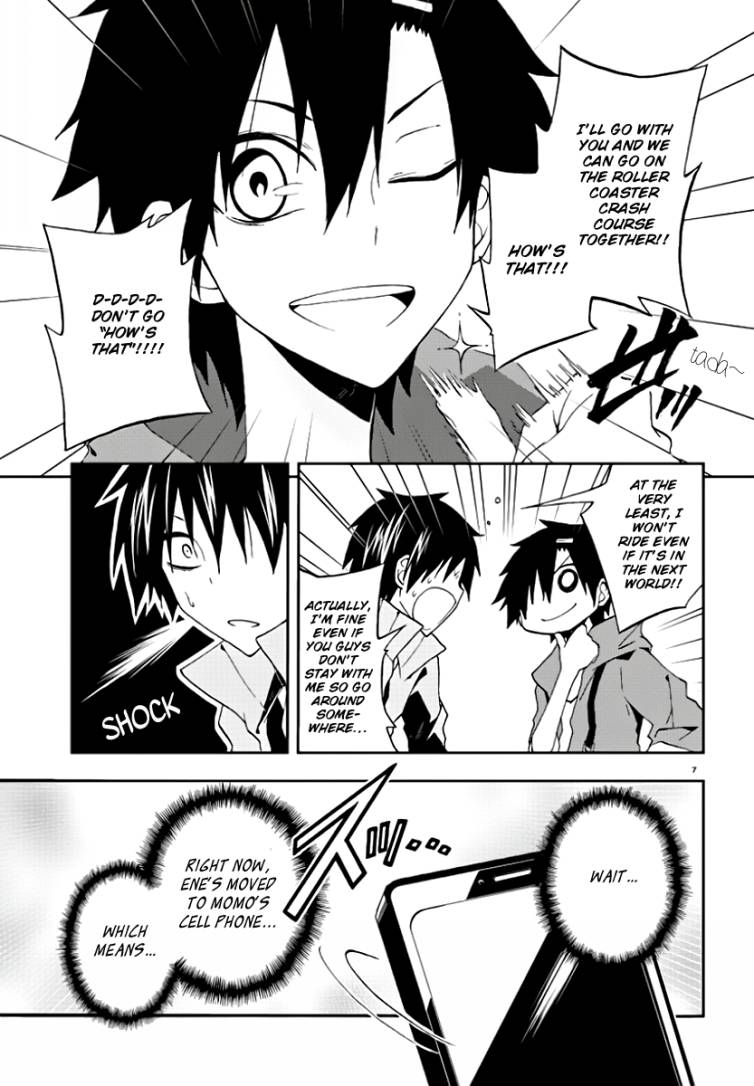 I'LL GO WITH
YOU AND WE
CAN GO ON
THE ROLLER
COASTER
CRASH
COURSE
TOGETHER!!
HOW'S
THAT!!!
tada~
D-D-D-D-
DON'T GO
"HOW'S
THAT"!!!!
AT THE
VERY
LEAST, I
WON'T
RIDE EVEN
IF IT'S IN
THE NEXT
WORLD!!
ACTUALLY,
I'M FINE
EVEN IF
YOU GUYS
DON'T
STAY WITH
ME SO GO
AROUND
SOME-
WHERE...
SHOCK
7
WAIT...
ズズ...
RIGHT NOW,
ENE'S MOVED
TO MOMO'S
CELL PHONE...
WHICH
MEANS...